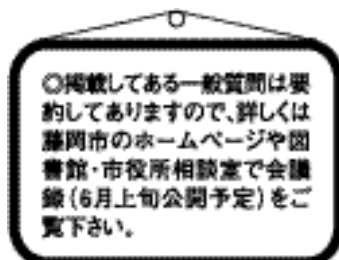 ◎掲載してある一般質問は要
約してありますので、詳しくは
藤岡市のホームページや図
書館・市役所相談室で会議
録(6月上旬公開予定)をご
覧下さい。